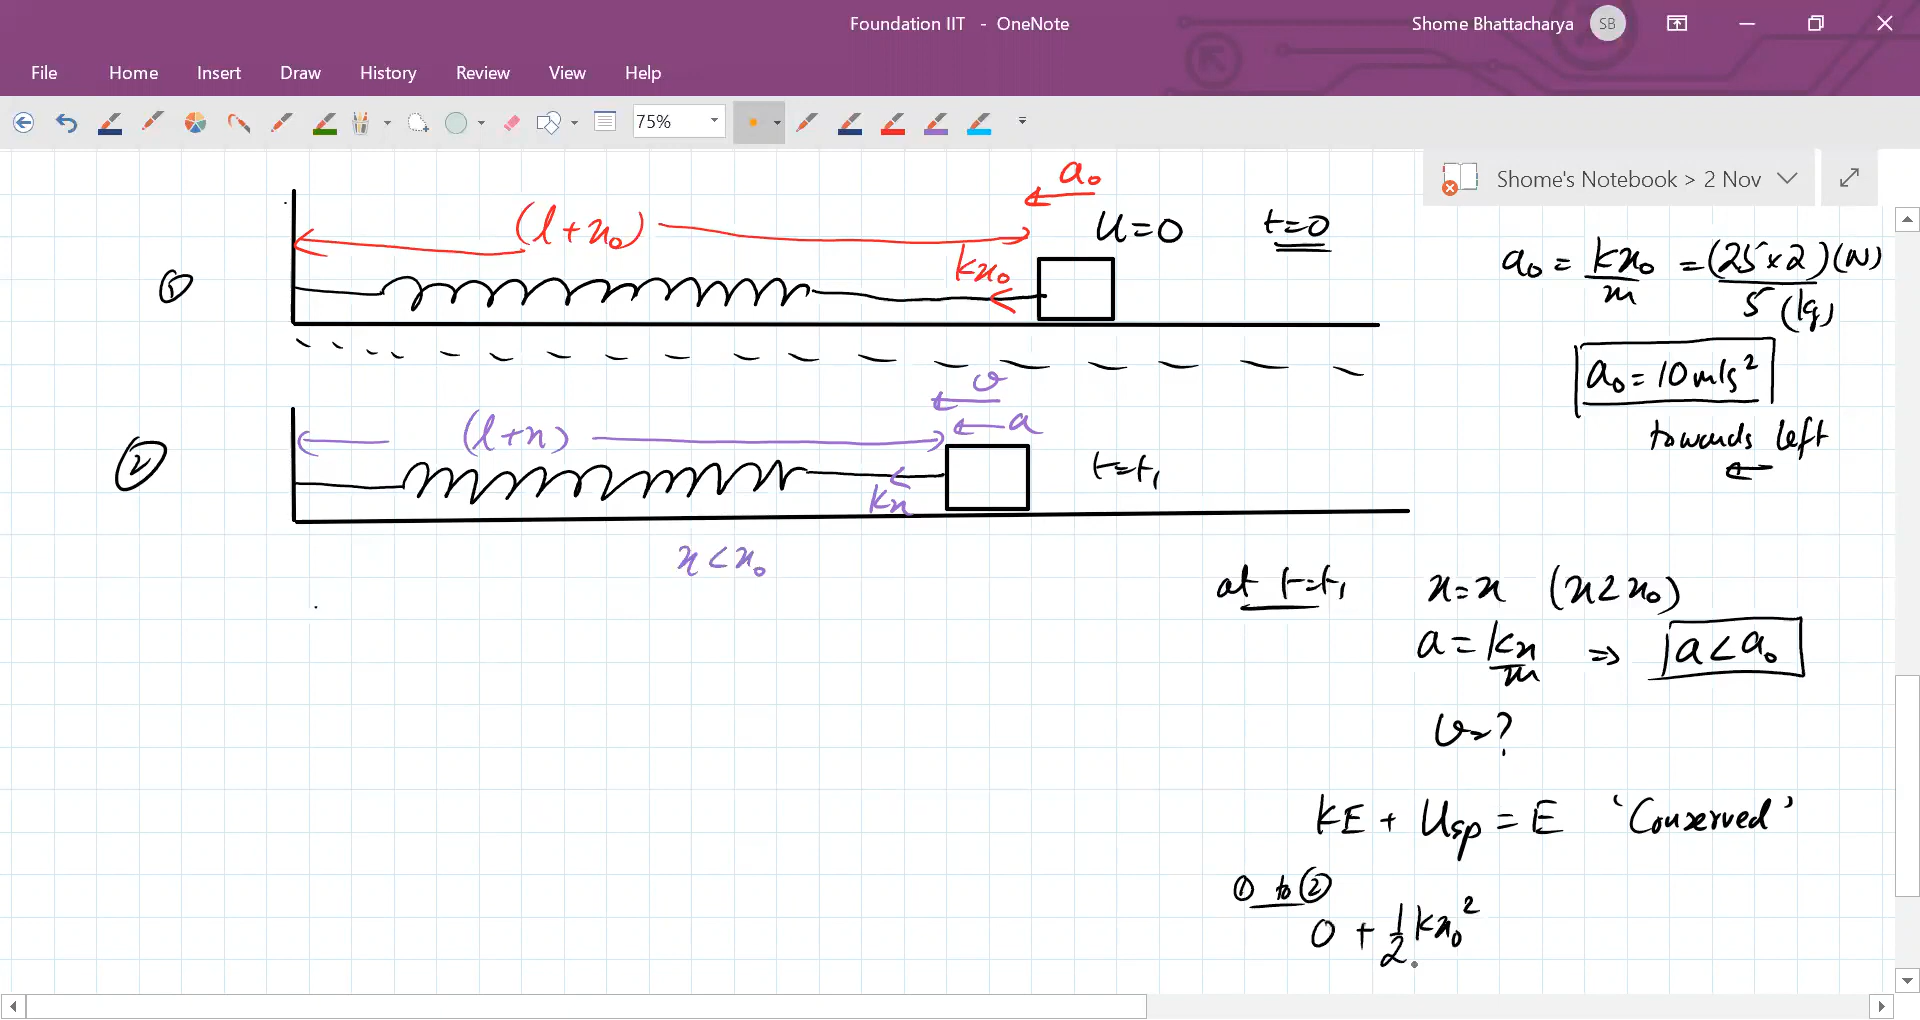 Foundation IIT - OneNote
Shome Bhattacharya SB
File Home Insert Draw History Review View Help
75%
Shome's Notebook > 2 Nov
①
(l+x₀)
a₀
kx₀
u=0
t=0
a₀ = kx₀/m = (25×2)(N)/5 (kg)
a₀ = 10 m/s²
towards left
②
(l+x)
v
a
kx
t=t₁
x<x₀
at t=t₁ x=x (x<x₀)
a = kx/m ⇒ a<a₀
v=?
KE + Usp = E 'Conserved'
① to ②
0 + 1/2 kx₀²